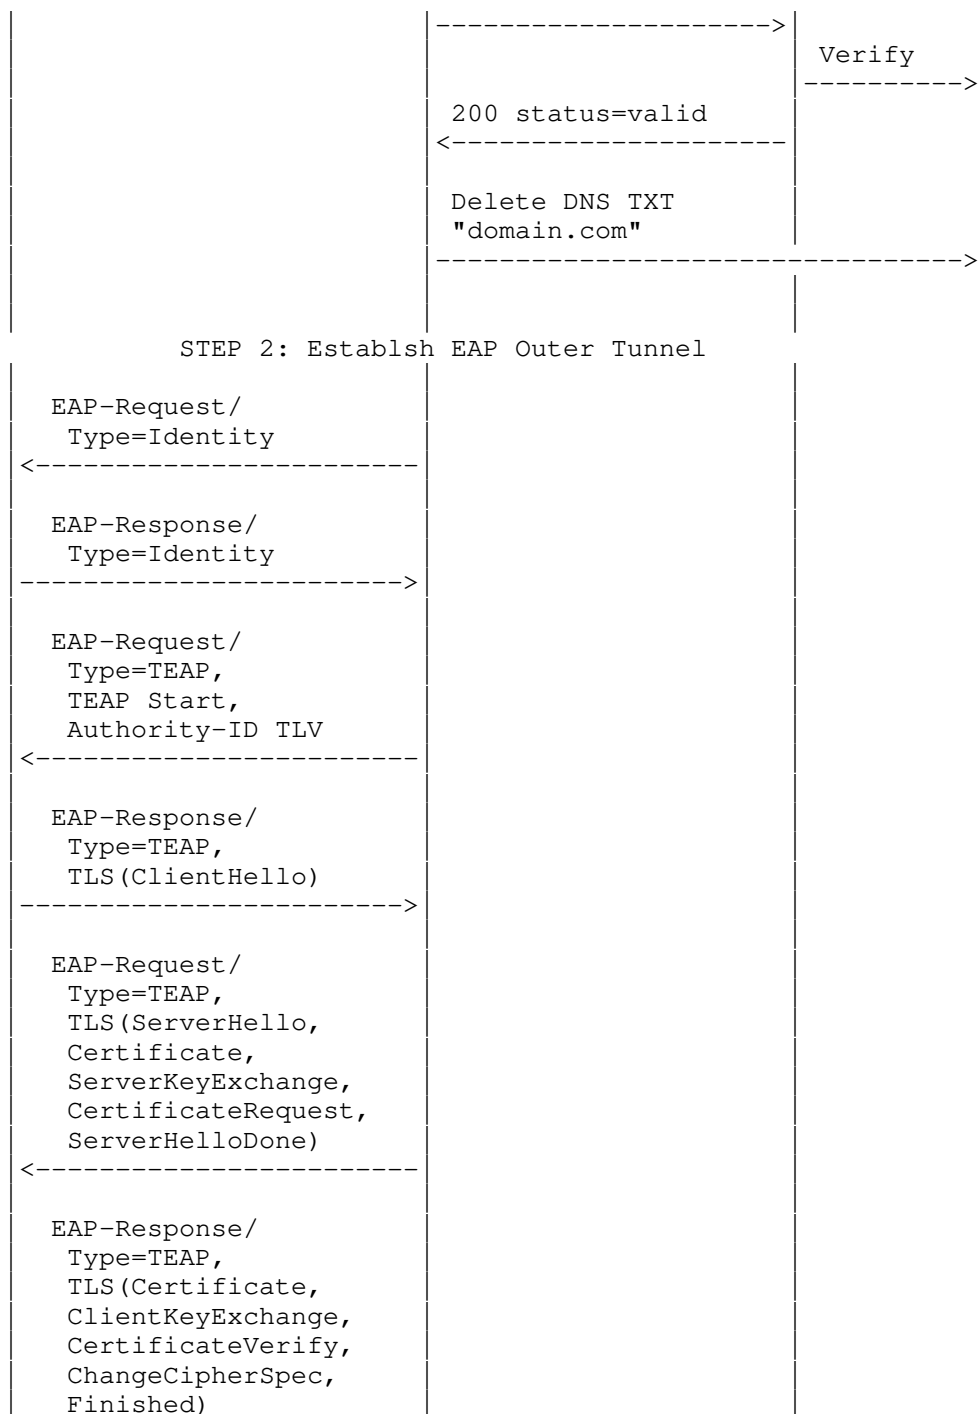 Verify
200 status=valid
Delete DNS TXT
"domain.com"
STEP 2: Establsh EAP Outer Tunnel
EAP-Request/
Type=Identity
EAP-Response/
Type=Identity
EAP-Request/
Type=TEAP,
TEAP Start,
Authority-ID TLV
EAP-Response/
Type=TEAP,
TLS(ClientHello)
EAP-Request/
Type=TEAP,
TLS(ServerHello,
Certificate,
ServerKeyExchange,
CertificateRequest,
ServerHelloDone)
EAP-Response/
Type=TEAP,
TLS(Certificate,
ClientKeyExchange,
CertificateVerify,
ChangeCipherSpec,
Finished)